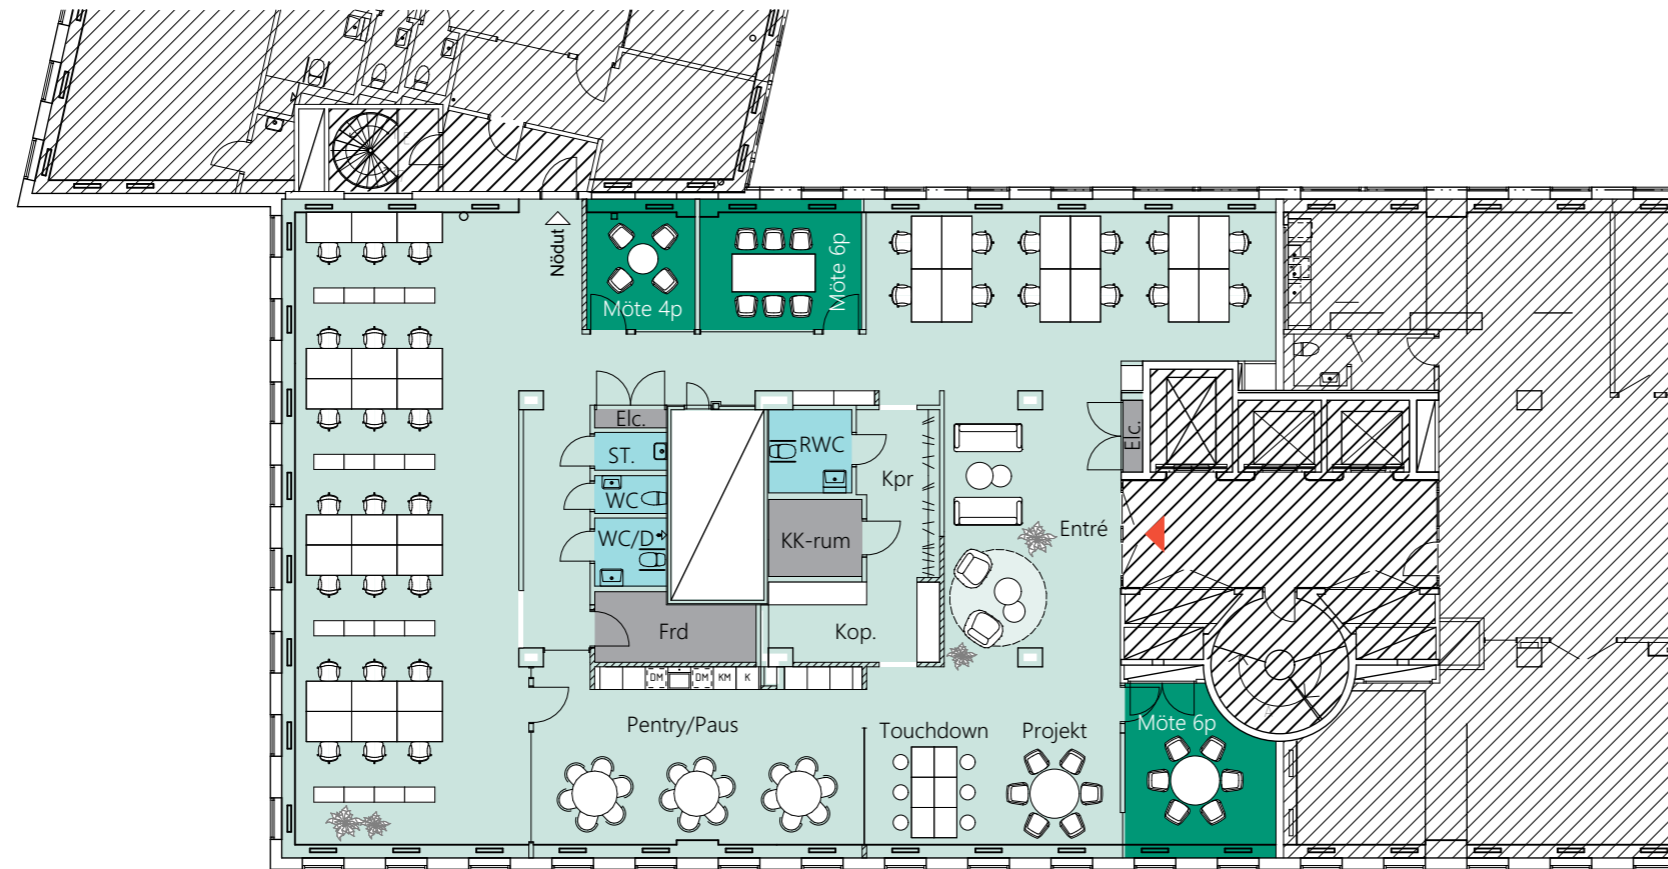 Nödut
Möte 4p
Möte 6p
Elc.
ST.
WC
WC/D
RWC
Kpr
KK-rum
Elc.
Entré
Frd
Kop.
DM
DM
KM
K
Pentry/Paus
Touchdown
Projekt
Möte 6p